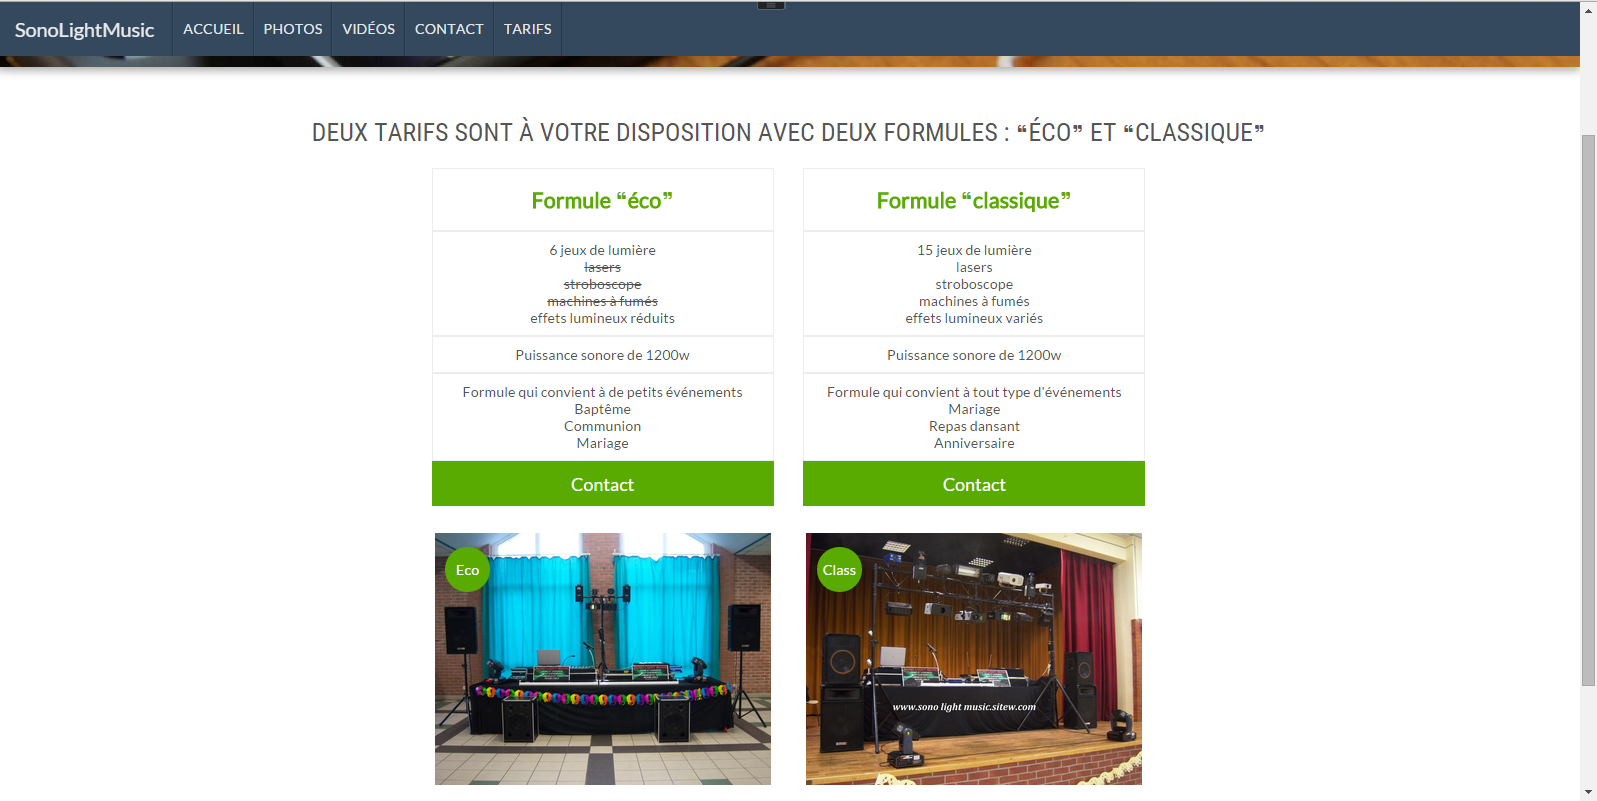 SonoLightMusic ACCUEIL PHOTOS VIDÉOS CONTACT TARIFS
DEUX TARIFS SONT À VOTRE DISPOSITION AVEC DEUX FORMULES : “ÉCO” ET “CLASSIQUE”
Formule “éco”
6 jeux de lumière
lasers
stroboscope
machines à fumés
effets lumineux réduits
Puissance sonore de 1200w
Formule qui convient à de petits événements
Baptême
Communion
Mariage
Contact
Formule “classique”
15 jeux de lumière
lasers
stroboscope
machines à fumés
effets lumineux variés
Puissance sonore de 1200w
Formule qui convient à tout type d'événements
Mariage
Repas dansant
Anniversaire
Contact
Eco
Class
www.sono light music.sitew.com